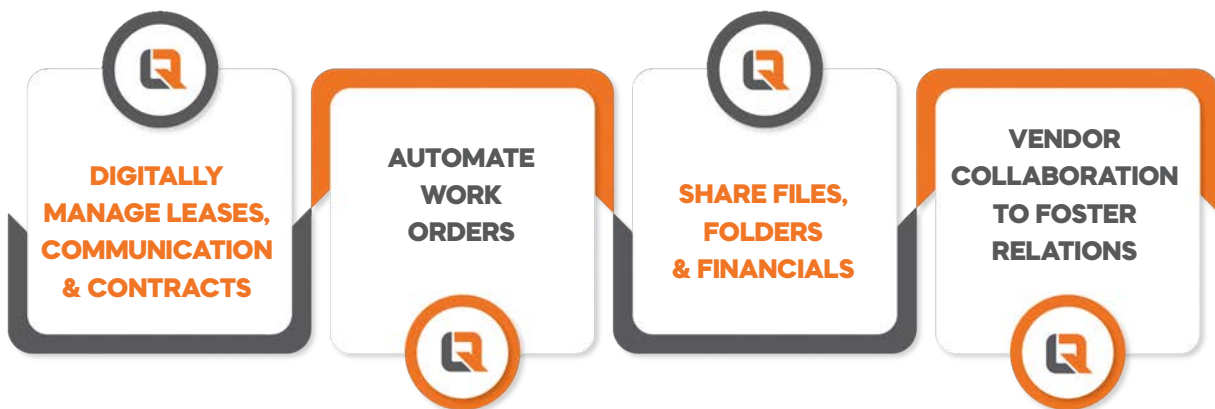 DIGITALLY
MANAGE LEASES,
COMMUNICATION
& CONTRACTS
AUTOMATE
WORK
ORDERS
SHARE FILES,
FOLDERS
& FINANCIALS
VENDOR
COLLABORATION
TO FOSTER
RELATIONS